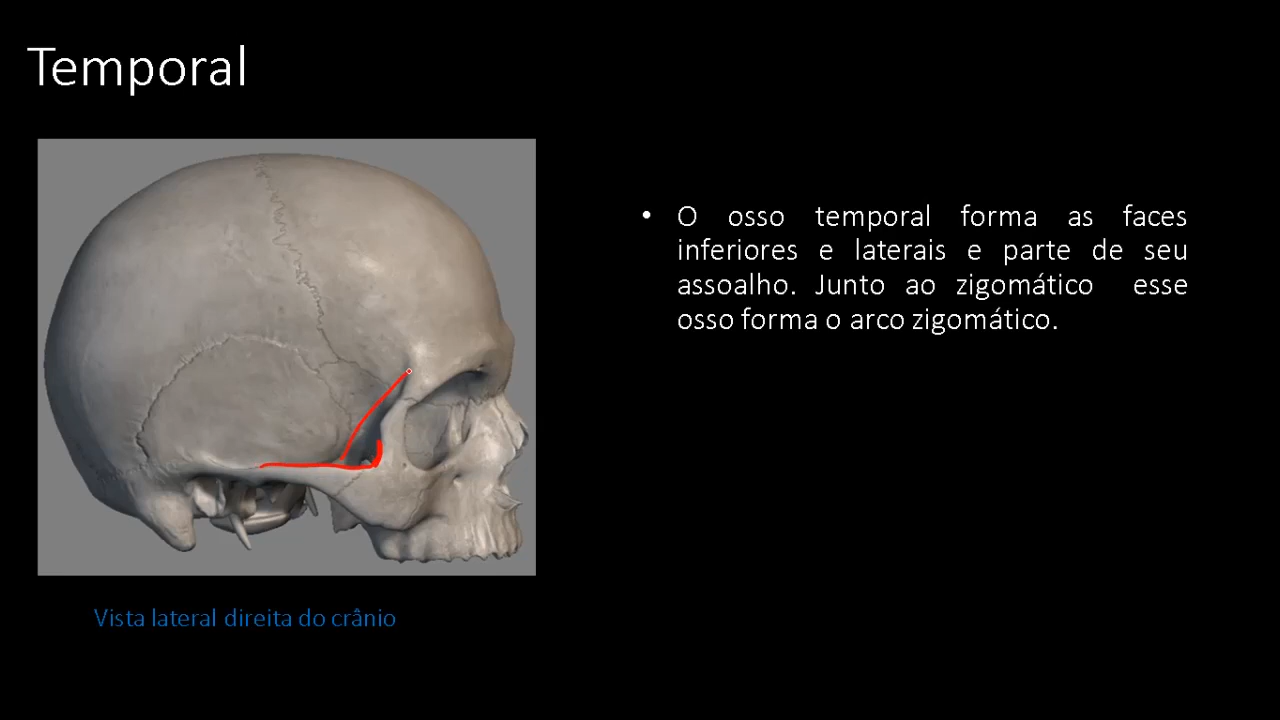 Temporal
• O osso temporal forma as faces
inferiores e laterais e parte de seu
assoalho. Junto ao zigomático esse
osso forma o arco zigomático.
Vista lateral direita do crânio